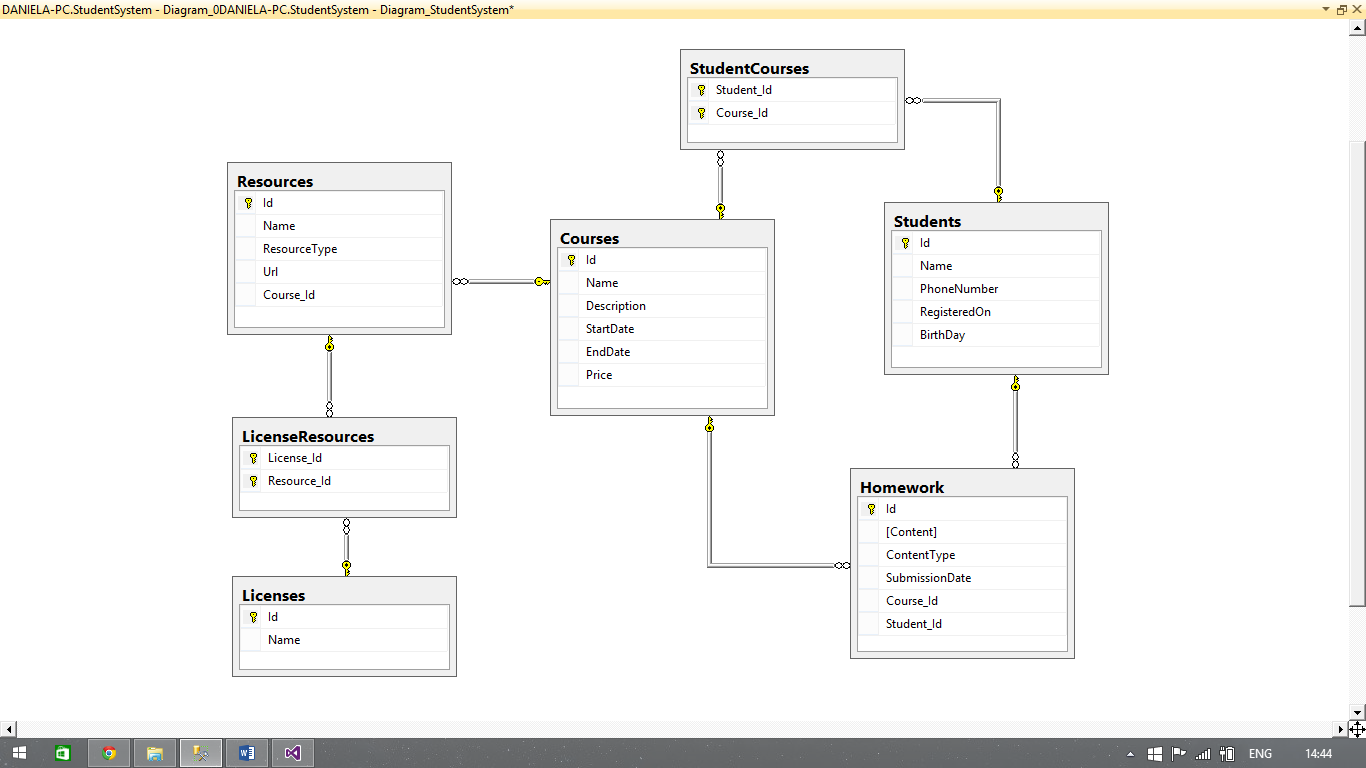 DANIELA-PC.StudentSystem - Diagram_0DANIELA-PC.StudentSystem - Diagram_StudentSystem*
StudentCourses
Student_Id
Course_Id
Resources
Id
Name
ResourceType
Url
Course_Id
Courses
Id
Name
Description
StartDate
EndDate
Price
Students
Id
Name
PhoneNumber
RegisteredOn
BirthDay
LicenseResources
License_Id
Resource_Id
Homework
Id
[Content]
ContentType
SubmissionDate
Course_Id
Student_Id
Licenses
Id
Name
ENG
14:44